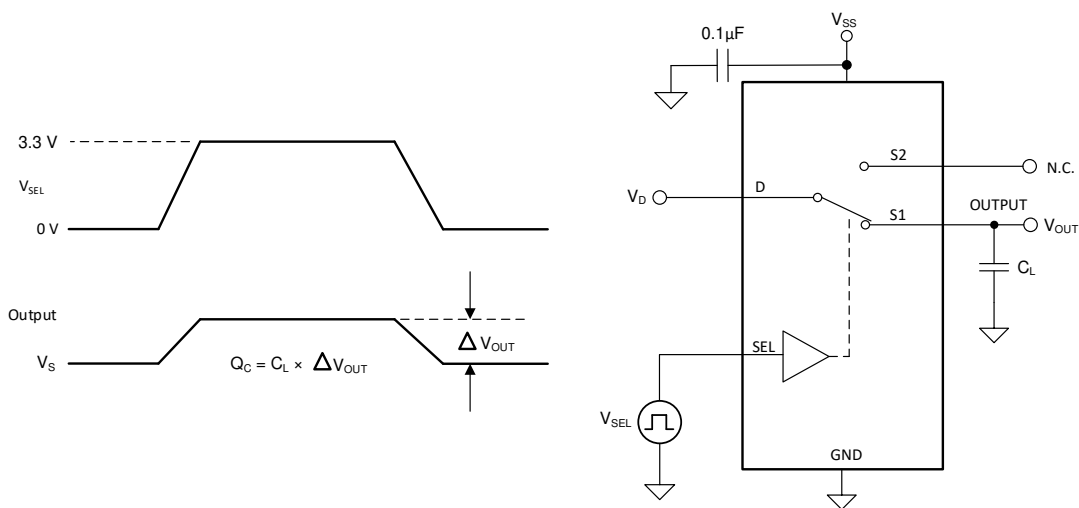 3.3 V
V_SEL
0 V
Output
V_S
Q_C = C_L × ΔV_OUT
Δ V_OUT
V_SS
0.1µF
S2
N.C.
V_D
D
OUTPUT
S1
V_OUT
C_L
SEL
V_SEL
GND